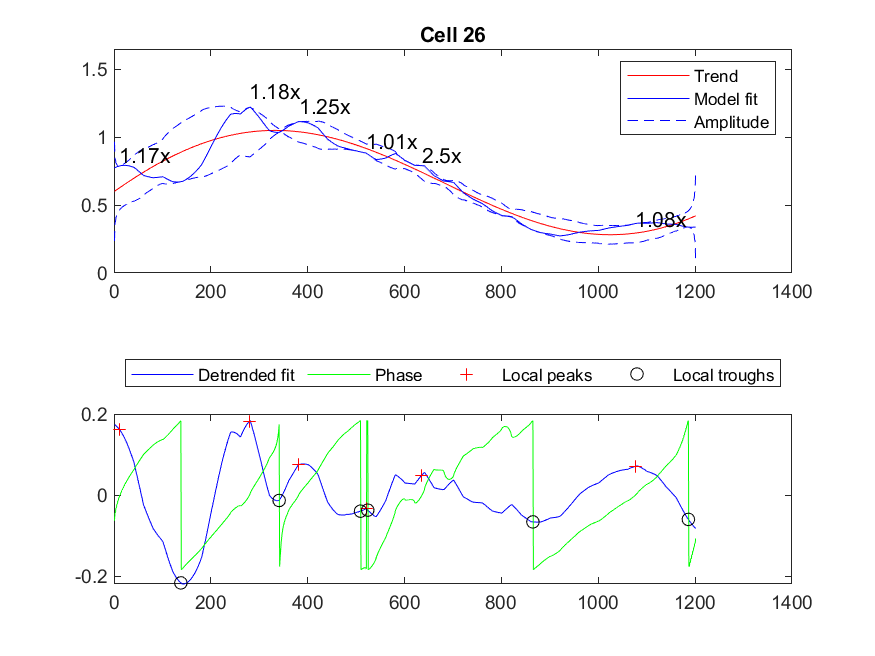 Cell 26
1.5
1
0.5
0
Trend
Model fit
Amplitude
1.17x
1.18x
1.25x
1.01x
2.5x
1.08x
0 200 400 600 800 1000 1200 1400
Detrended fit Phase Local peaks Local troughs
0.2
0
-0.2
0 200 400 600 800 1000 1200 1400